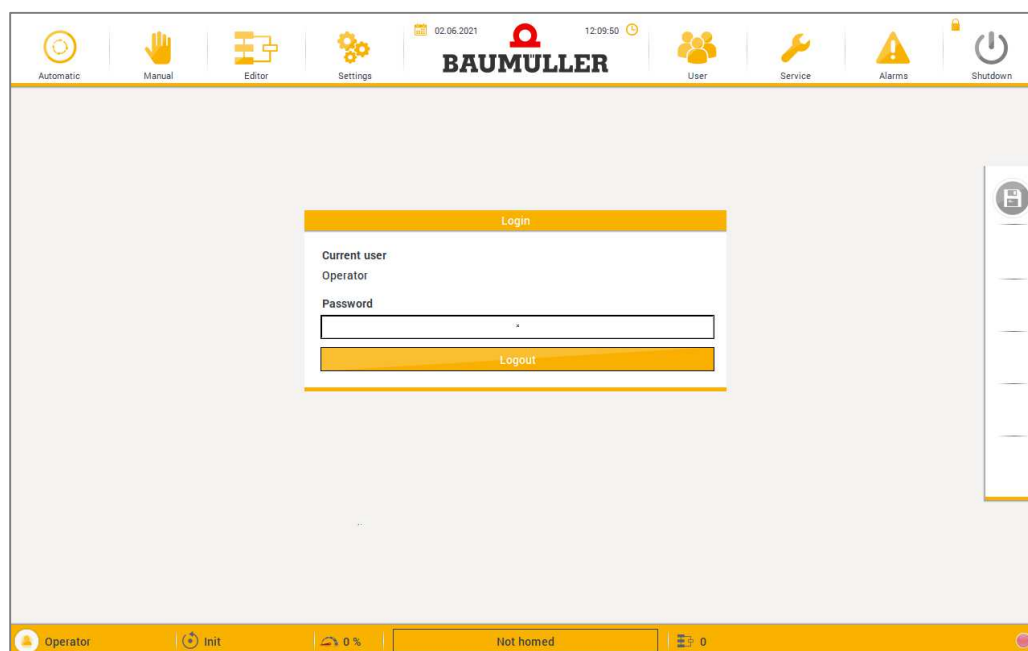 02.06.2021 12:09:50
BAUMULLER
Automatic Manual Editor Settings User Service Alarms Shutdown
Login
Current user
Operator
Password
*
Logout
Operator Init 0 % Not homed 0